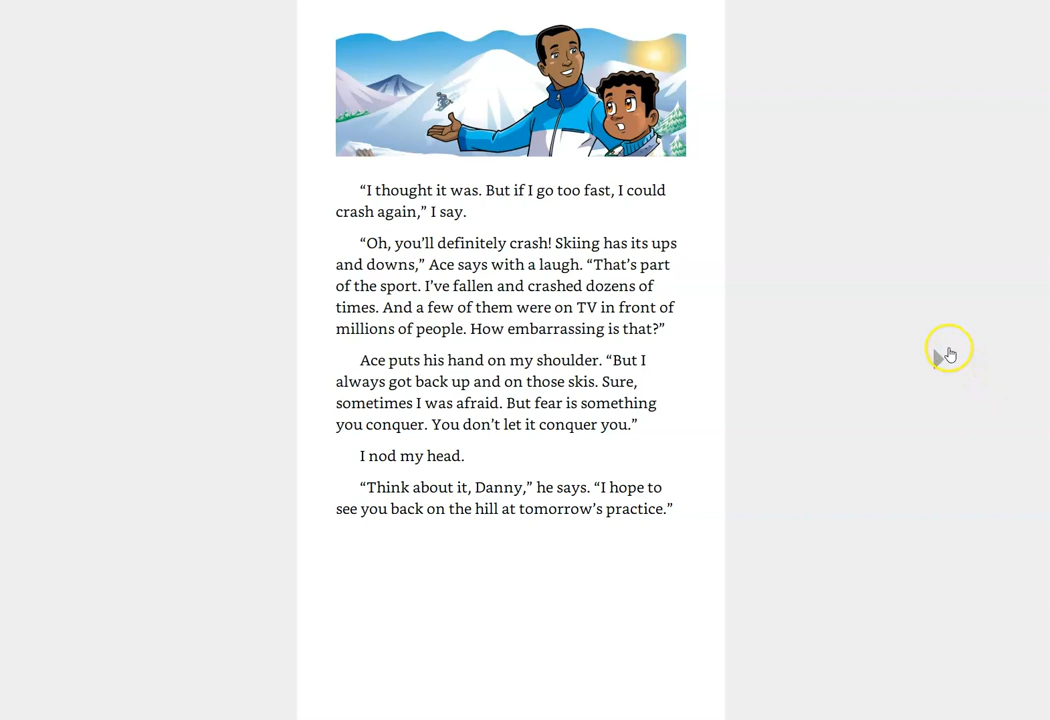 “I thought it was. But if I go too fast, I could
crash again,” I say.
“Oh, you’ll definitely crash! Skiing has its ups
and downs,” Ace says with a laugh. “That’s part
of the sport. I’ve fallen and crashed dozens of
times. And a few of them were on TV in front of
millions of people. How embarrassing is that?”
Ace puts his hand on my shoulder. “But I
always got back up and on those skis. Sure,
sometimes I was afraid. But fear is something
you conquer. You don’t let it conquer you.”
I nod my head.
“Think about it, Danny,” he says. “I hope to
see you back on the hill at tomorrow’s practice.”